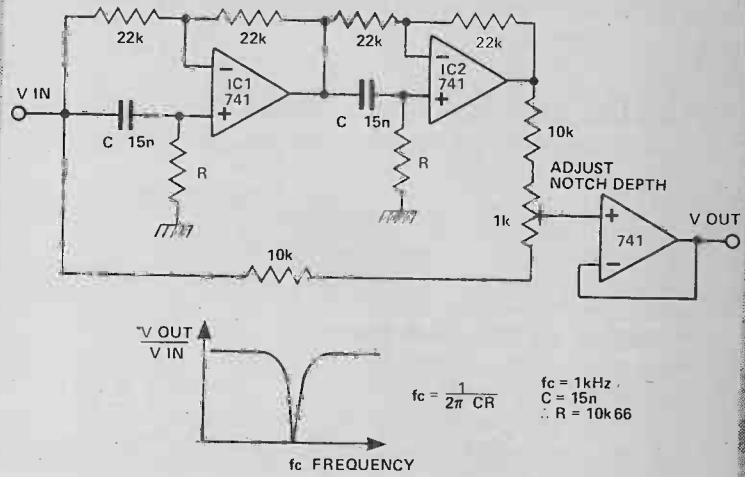 22k
22k
22k
22k
IC1
741
IC2
741
V IN
C 15n
R
C 15n
R
10k
ADJUST
NOTCH DEPTH
1k
741
V OUT
10k
V OUT
V IN
fc FREQUENCY
fc = 1
2π CR
fc = 1kHz
C = 15n
∴ R = 10k66